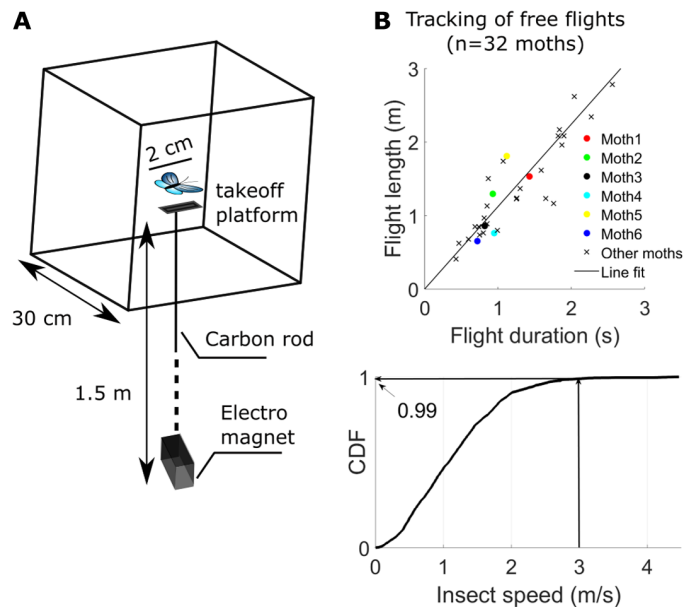 A
2 cm
takeoff
platform
30 cm
Carbon rod
1.5 m
Electro
magnet
B
Tracking of free flights
(n=32 moths)
3
2
1
0
Flight length (m)
Moth1
Moth2
Moth3
Moth4
Moth5
Moth6
Other moths
Line fit
0 1 2 3
Flight duration (s)
1
0.99
CDF
0
0 1 2 3 4
Insect speed (m/s)